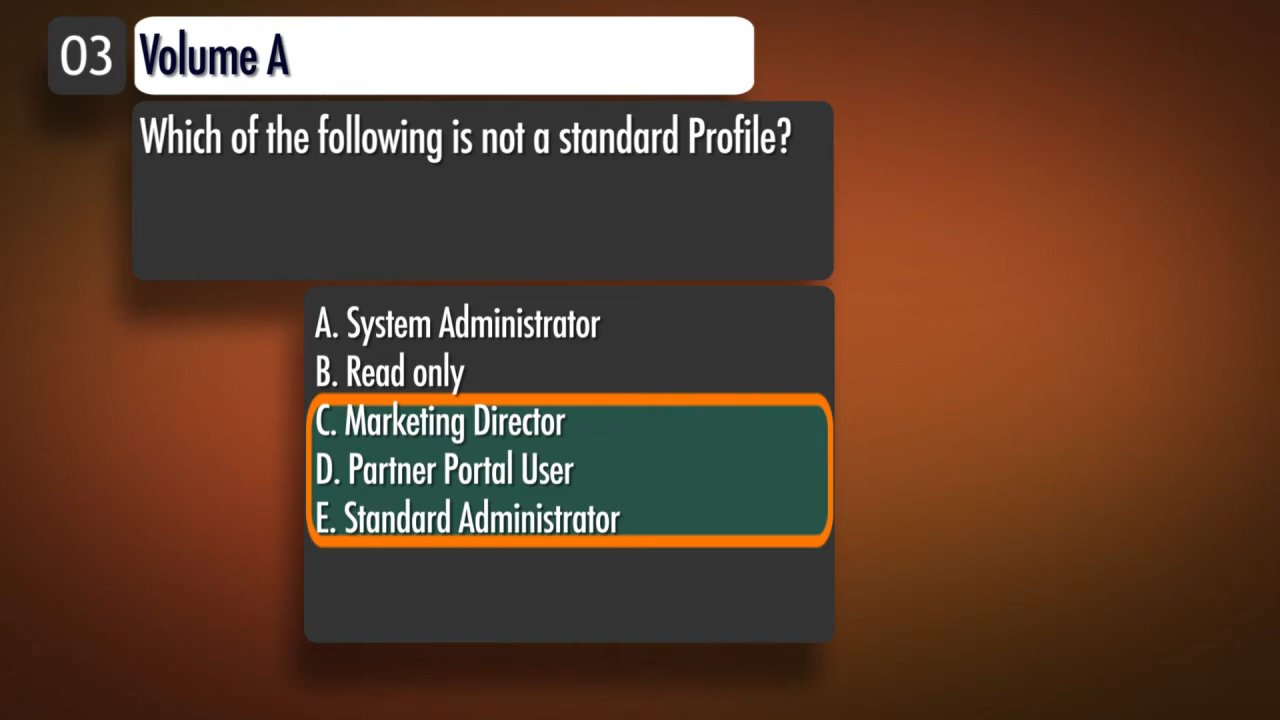 03
Volume A
Which of the following is not a standard Profile?
A. System Administrator
B. Read only
C. Marketing Director
D. Partner Portal User
E. Standard Administrator